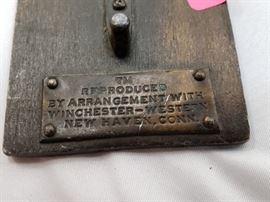 TM
REPRODUCED
BY ARRANGEMENT WITH
WINCHESTER-WESTERN
NEW HAVEN, CONN.